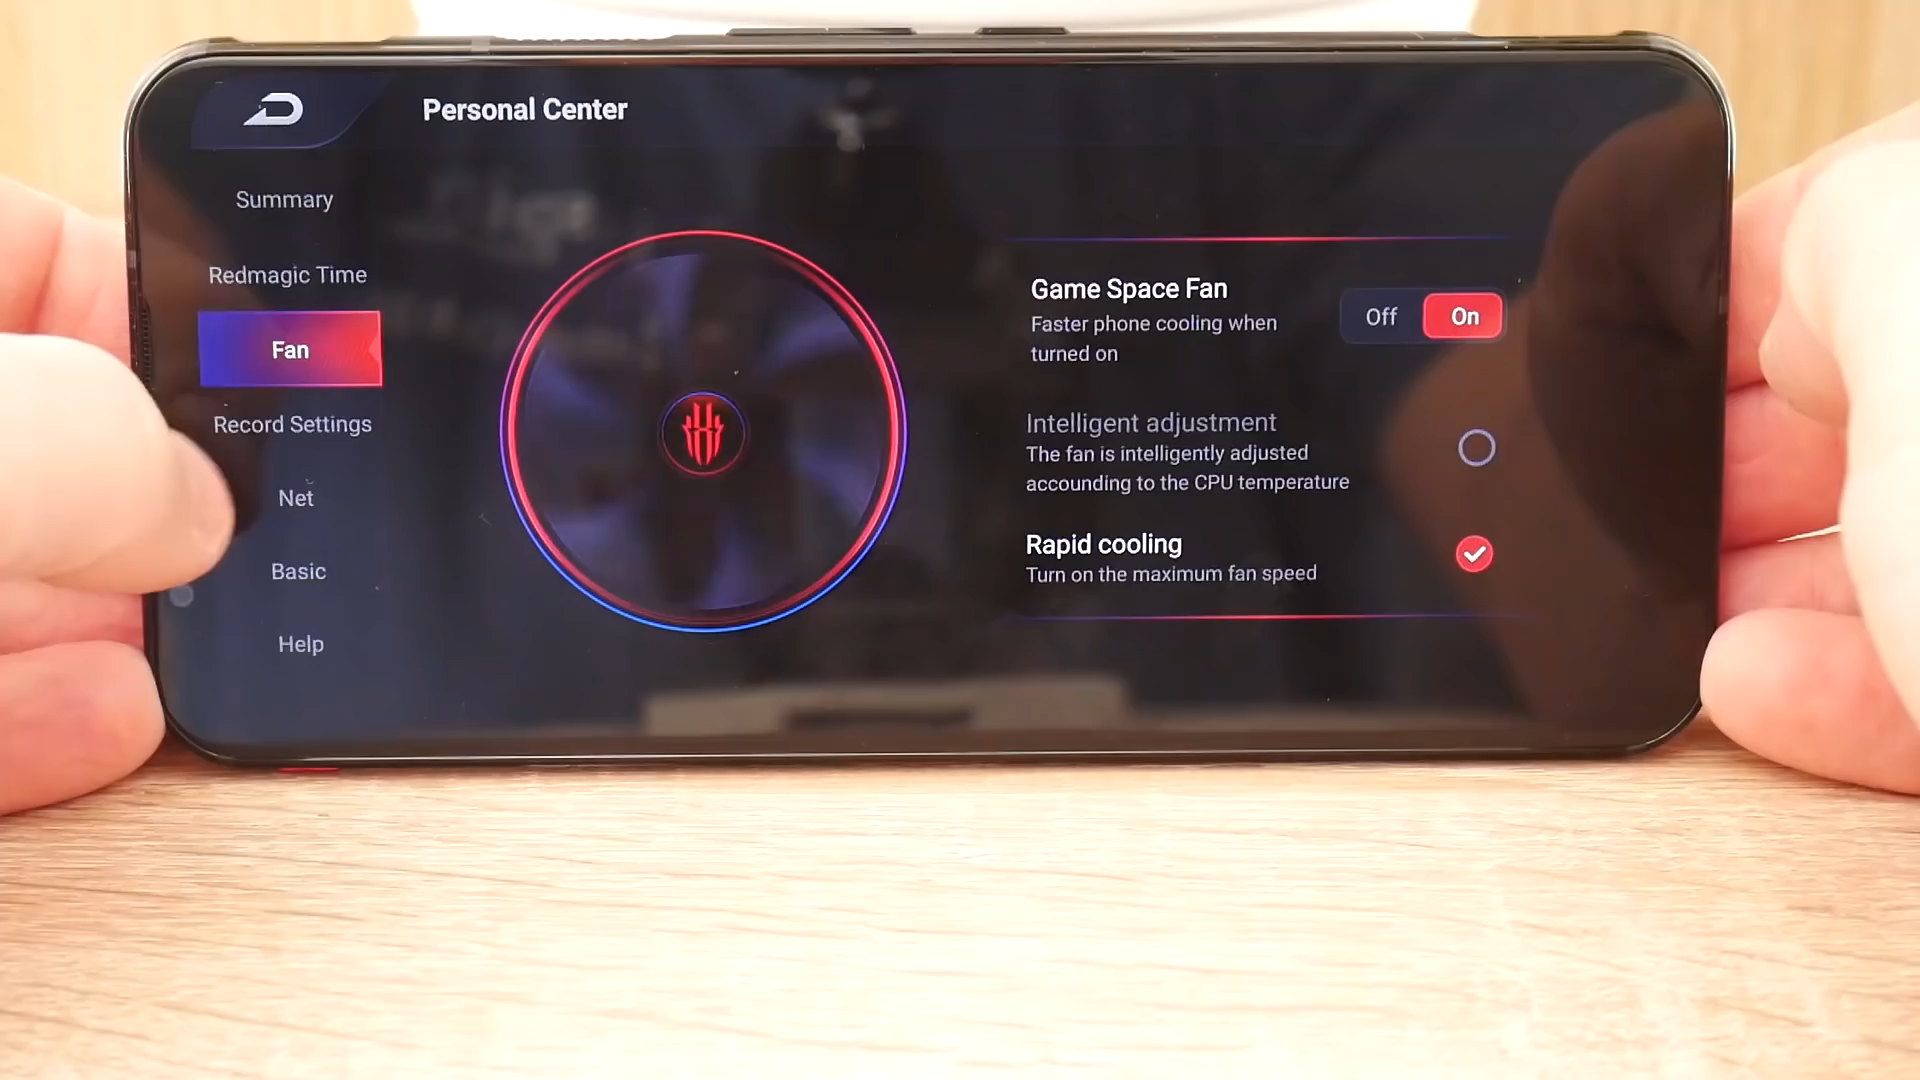 Personal Center
Summary
Redmagic Time
Fan
Record Settings
Net
Basic
Help
Game Space Fan
Faster phone cooling when
turned on
Off
On
Intelligent adjustment
The fan is intelligently adjusted
accounding to the CPU temperature
Rapid cooling
Turn on the maximum fan speed